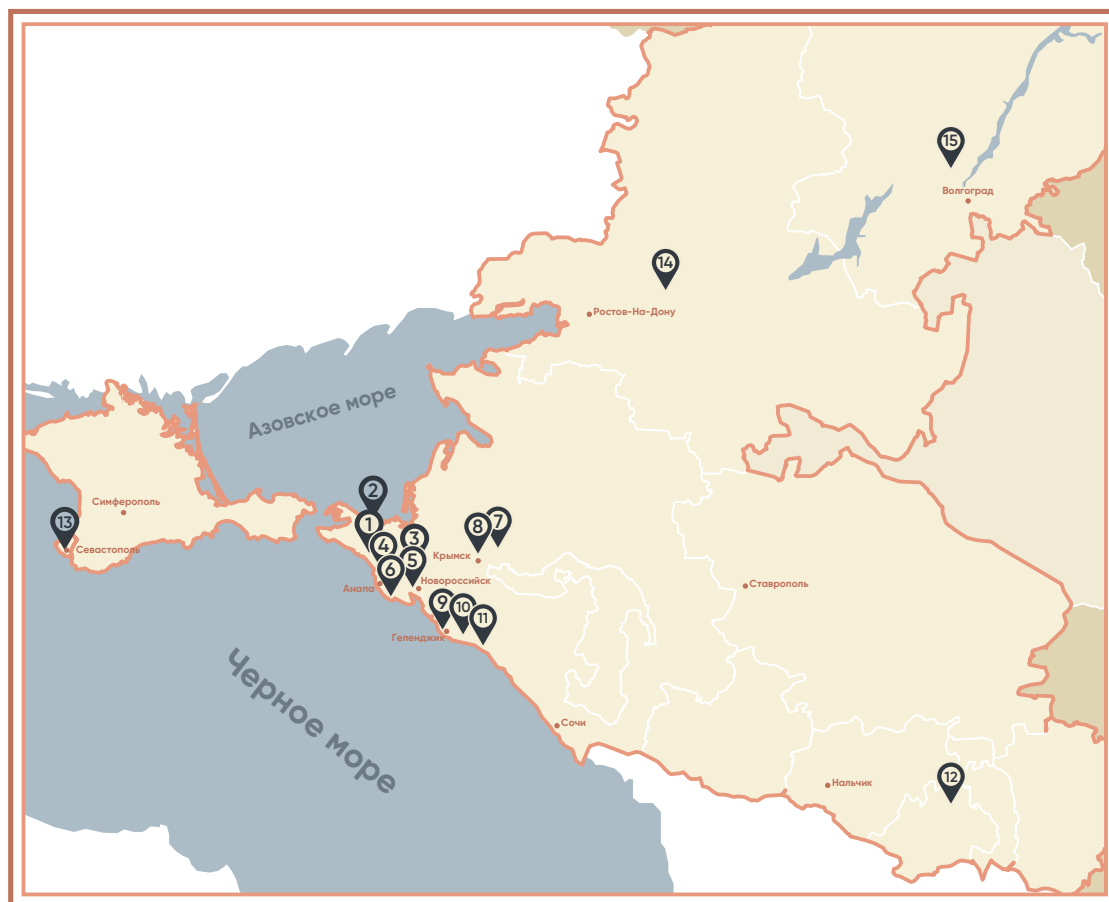 15
Волгоград
14
Ростов-На-Дону
Азовское море
2
Симферополь
13
1
8
7
Севастополь
4
3
Крымск
5
6
Новороссийск
Анапа
Ставрополь
9
10
11
Геленджик
Черное море
Сочи
12
Нальчик